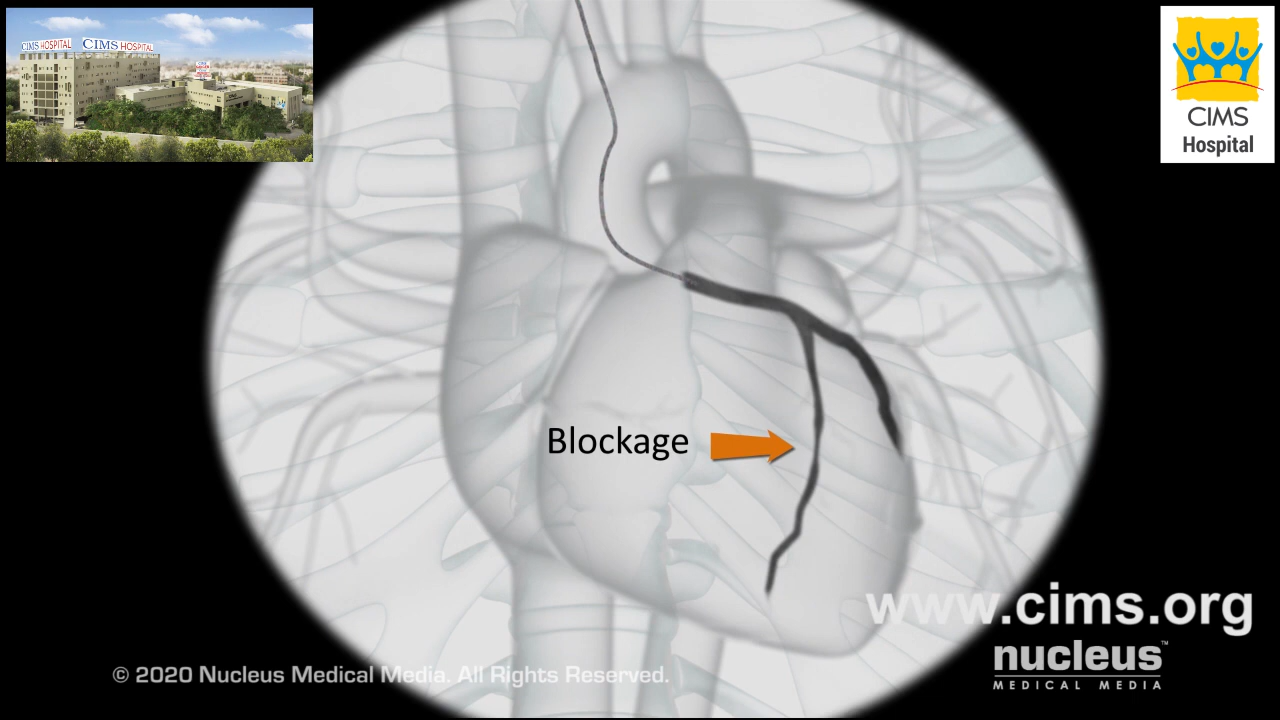 CIMS HOSPITAL CIMS HOSPITAL
CIMS
Hospital
Blockage
www.cims.org
nucleus™
MEDICAL MEDIA
© 2020 Nucleus Medical Media. All Rights Reserved.